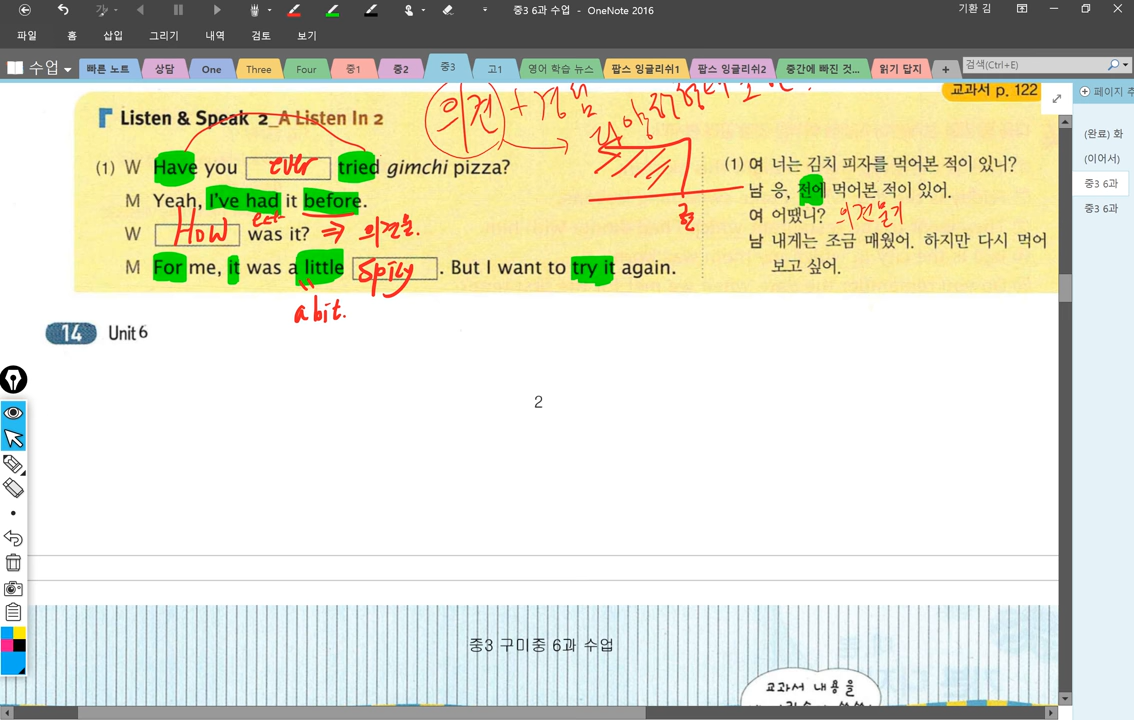 중3 6과 수업 - OneNote 2016
기환 김
파일 홈 삽입 그리기 내역 검토 보기
수업 빠른 노트 상담 One Three Four 중1 중2 중3 고1 영어 학습 뉴스 팝스 잉글리쉬1 팝스 잉글리쉬2 중간에 빠진 것... 읽기 답지 + 검색(Ctrl+E)
페이지 추
(완료) 화
(이어서)
중3 6과
중3 6과
의견 + 경험
교과서 p. 122
Listen & Speak 2_A Listen In 2
(1) W Have you ever tried gimchi pizza?
M Yeah, I've had it before.
eat
W How was it? ⇒ 의견을.
M For me, it was a little spicy. But I want to try it again.
a bit.
(1) 여 너는 김치 피자를 먹어본 적이 있니?
남 응, 전에 먹어본 적이 있어.
여 어땠니? 의견묻기
남 내게는 조금 매웠어. 하지만 다시 먹어
보고 싶어.
14 Unit 6
2
중3 구미중 6과 수업
교과서 내용을